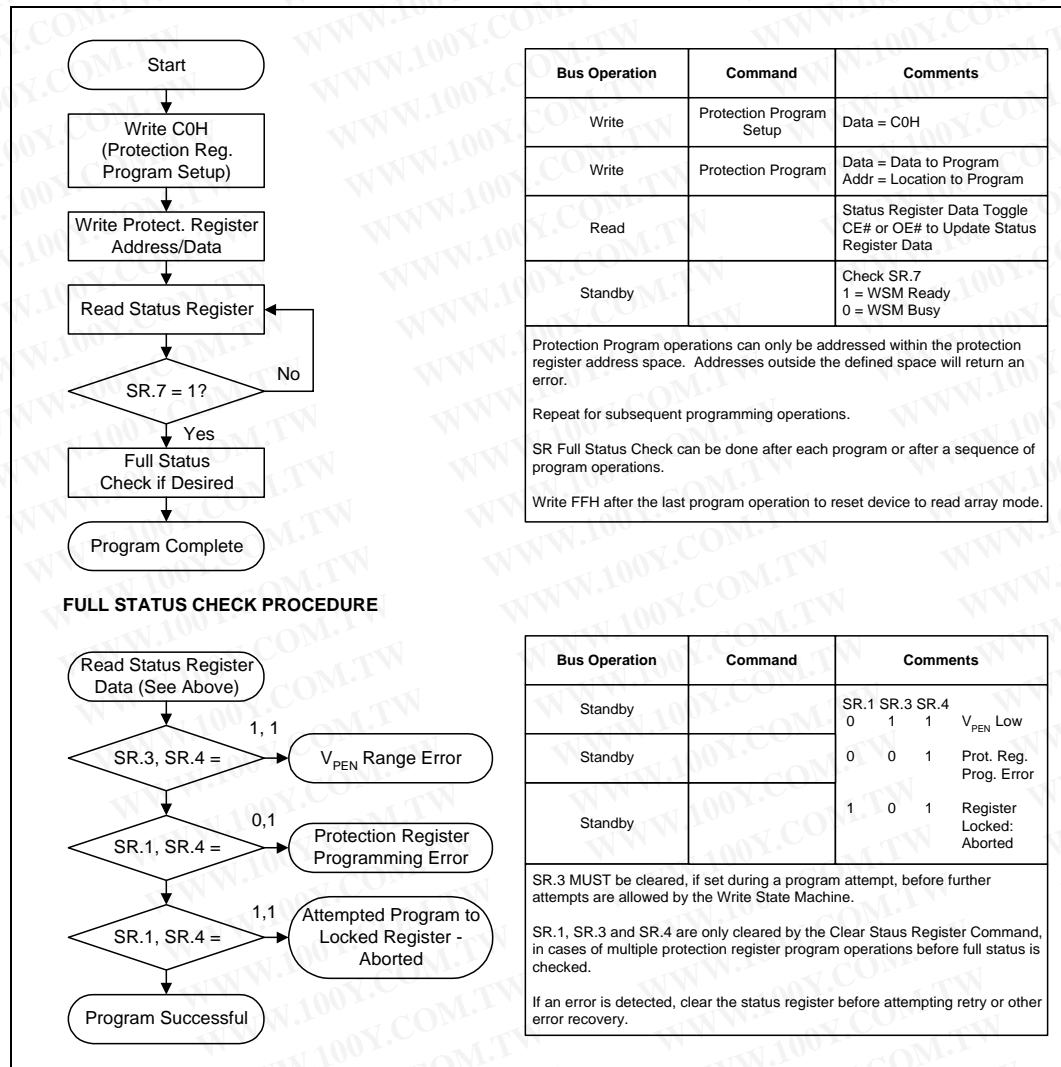 Start
Write C0H
(Protection Reg.
Program Setup)
Write Protect. Register
Address/Data
Read Status Register
No
SR.7 = 1?
Yes
Full Status
Check if Desired
Program Complete
Bus Operation Command Comments
Write Protection Program
Setup Data = C0H
Write Protection Program Data = Data to Program
Addr = Location to Program
Read Status Register Data Toggle
CE# or OE# to Update Status
Register Data
Standby Check SR.7
1 = WSM Ready
0 = WSM Busy
Protection Program operations can only be addressed within the protection
register address space. Addresses outside the defined space will return an
error.
Repeat for subsequent programming operations.
SR Full Status Check can be done after each program or after a sequence of
program operations.
Write FFH after the last program operation to reset device to read array mode.
FULL STATUS CHECK PROCEDURE
Read Status Register
Data (See Above)
1, 1
SR.3, SR.4 =
VPEN Range Error
0,1
SR.1, SR.4 =
Protection Register
Programming Error
1,1
SR.1, SR.4 =
Attempted Program to
Locked Register -
Aborted
Program Successful
Bus Operation Command Comments
Standby SR.1 SR.3 SR.4
0 1 1 VPEN Low
Standby 0 0 1 Prot. Reg.
Prog. Error
Standby 1 0 1 Register
Locked:
Aborted
SR.3 MUST be cleared, if set during a program attempt, before further
attempts are allowed by the Write State Machine.
SR.1, SR.3 and SR.4 are only cleared by the Clear Staus Register Command,
in cases of multiple protection register program operations before full status is
checked.
If an error is detected, clear the status register before attempting retry or other
error recovery.
WWW.100Y.COM.TW